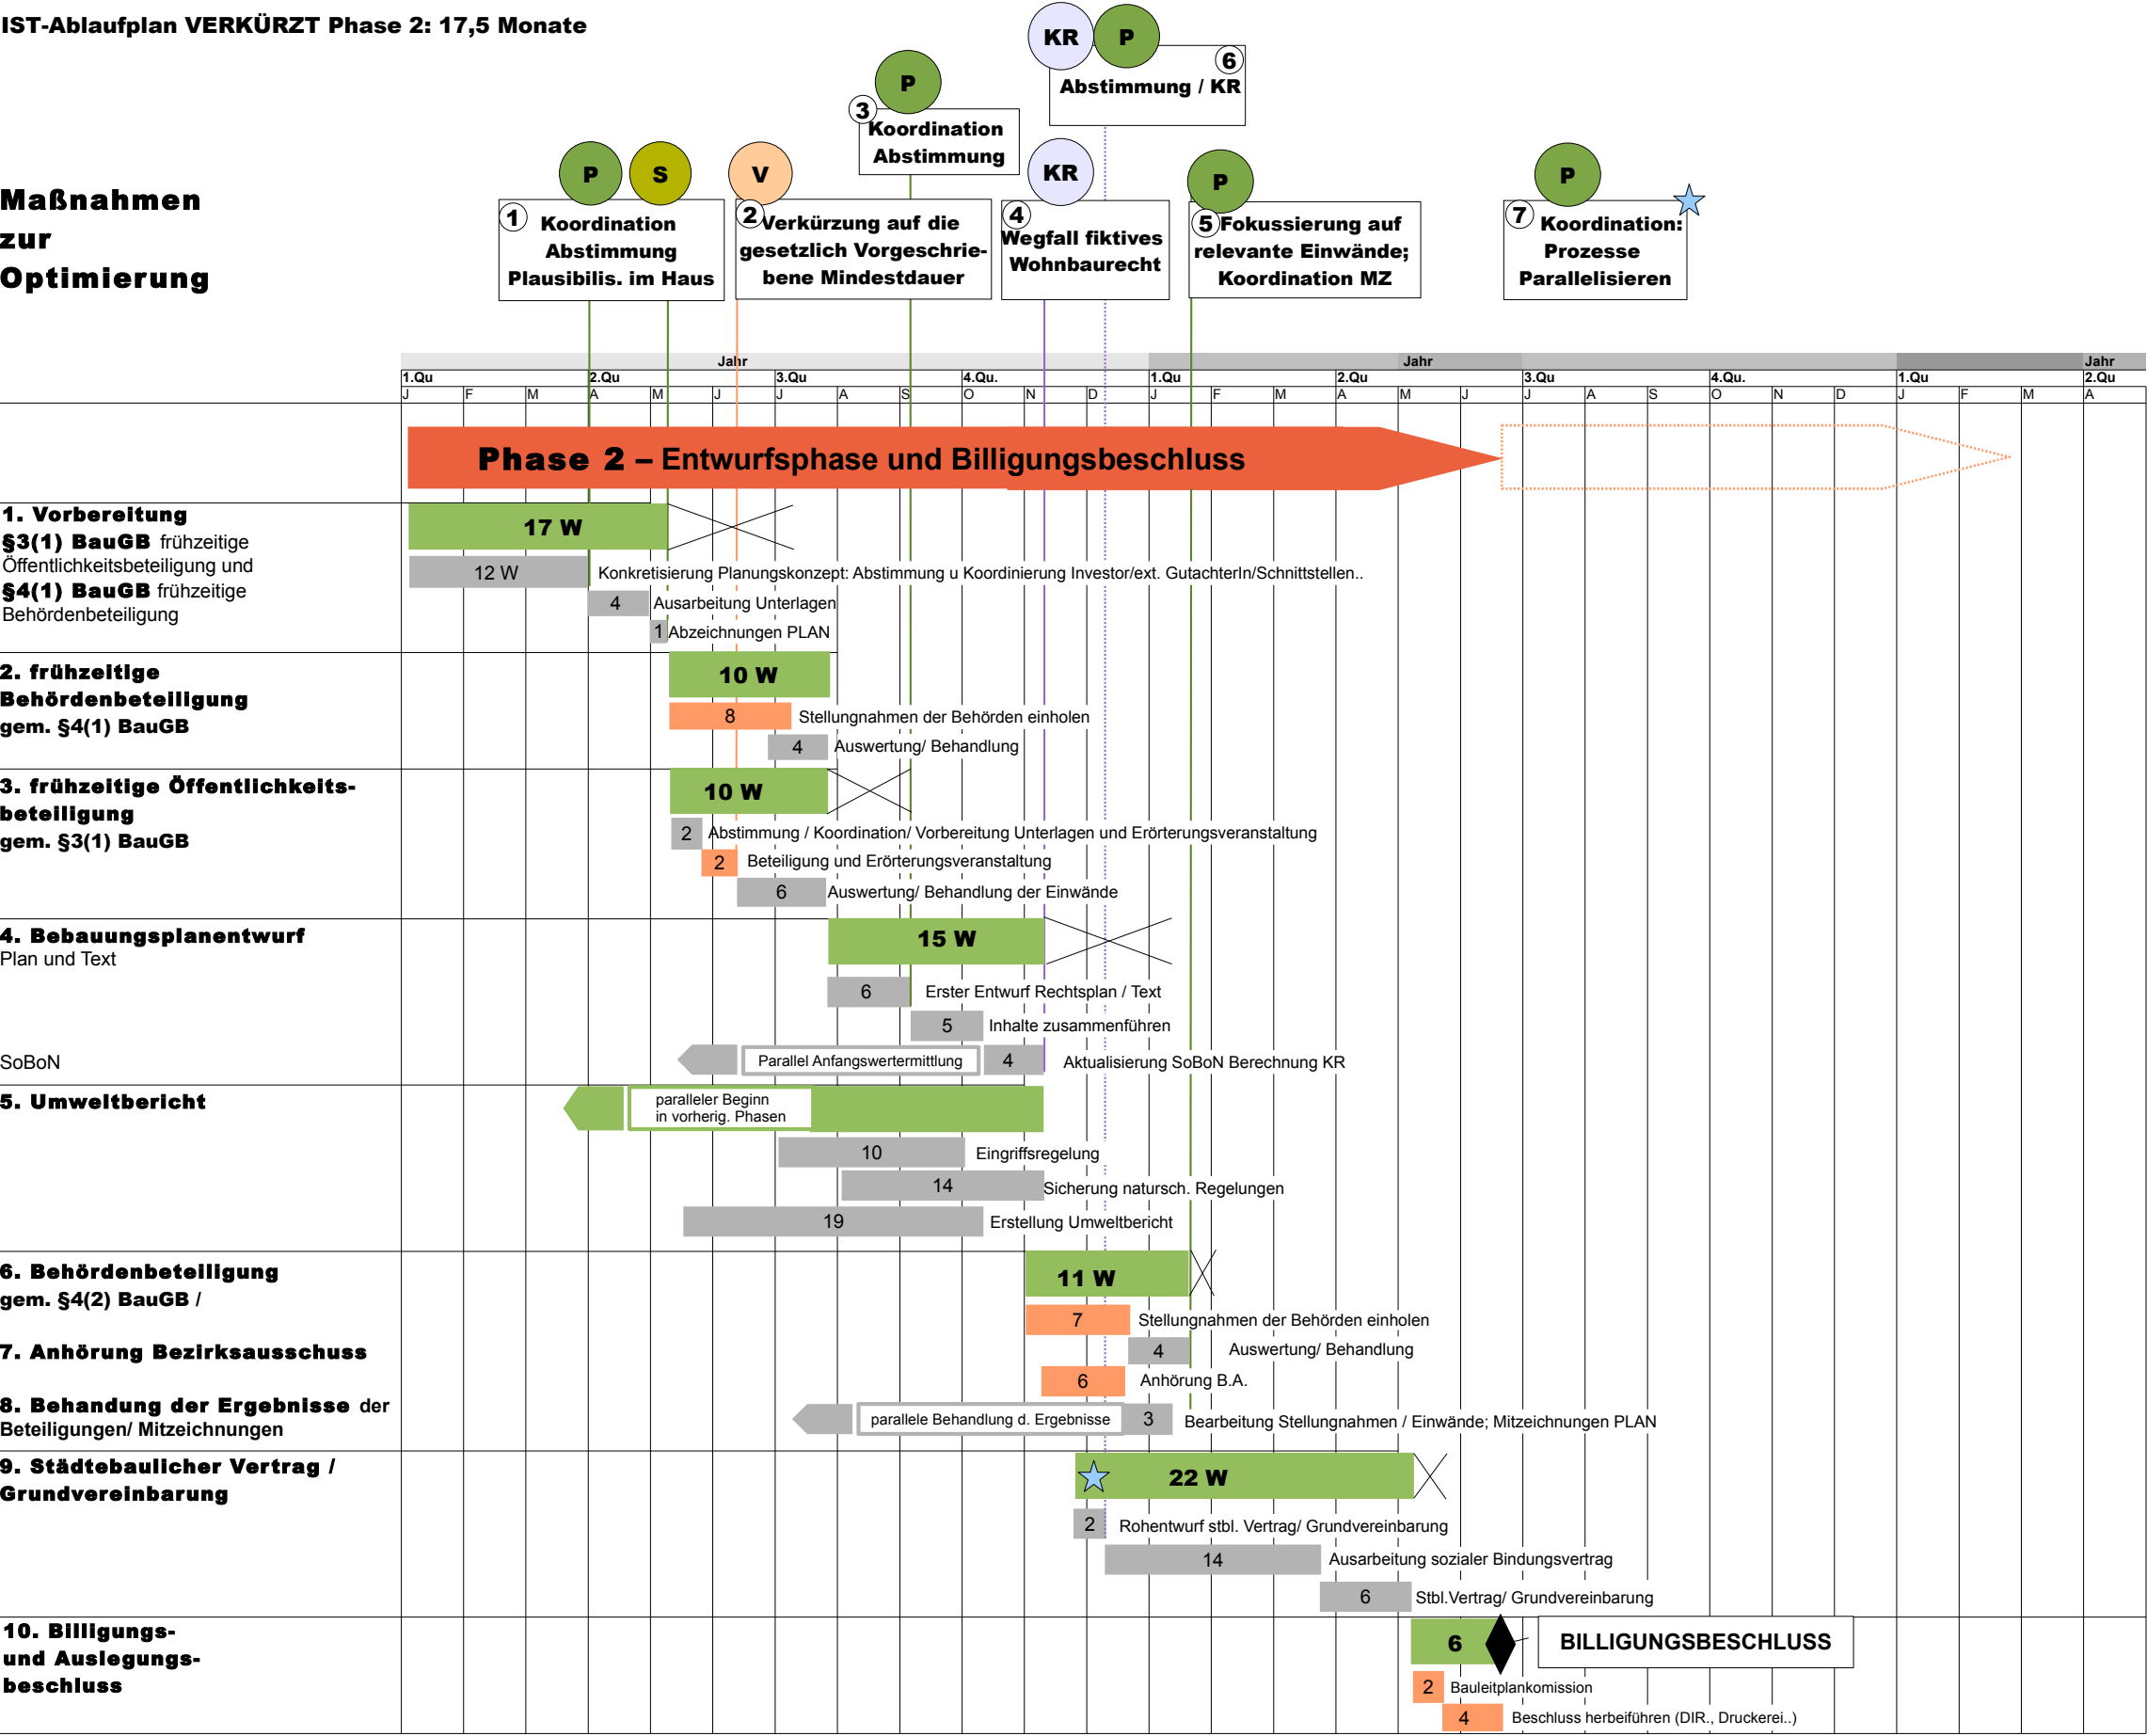 IST-Ablaufplan VERKÜRZT Phase 2: 17,5 Monate
KR
P
6
Abstimmung / KR
P
3
Koordination
Abstimmung
P
S
V
KR
P
P
Maßnahmen
zur
Optimierung
1
Koordination
Abstimmung
Plausibilis. im Haus
2
Verkürzung auf die
gesetzlich Vorgeschrie-
bene Mindestdauer
4
Wegfall fiktives
Wohnbaurecht
5
Fokussierung auf
relevante Einwände;
Koordination MZ
7
Koordination:
Prozesse
Parallelisieren
Jahr Jahr Jahr
1.Qu 2.Qu 3.Qu 4.Qu. 1.Qu 2.Qu 3.Qu 4.Qu. 1.Qu 2.Qu
J F M A M J J A S O N D J F M A M J J A S O N D J F M A
Phase 2 – Entwurfsphase und Billigungsbeschluss
1. Vorbereitung
§3(1) BauGB frühzeitige
Öffentlichkeitsbeteiligung und
§4(1) BauGB frühzeitige
Behördenbeteiligung
17 W
12 W Konkretisierung Planungskonzept: Abstimmung u Koordinierung Investor/ext. GutachterIn/Schnittstellen..
4 Ausarbeitung Unterlagen
1 Abzeichnungen PLAN
2. frühzeitige
Behördenbeteiligung
gem. §4(1) BauGB
10 W
8 Stellungnahmen der Behörden einholen
4 Auswertung/ Behandlung
3. frühzeitige Öffentlichkeits-
beteiligung
gem. §3(1) BauGB
10 W
2 Abstimmung / Koordination/ Vorbereitung Unterlagen und Erörterungsveranstaltung
2 Beteiligung und Erörterungsveranstaltung
6 Auswertung/ Behandlung der Einwände
4. Bebauungsplanentwurf
Plan und Text
15 W
6 Erster Entwurf Rechtsplan / Text
5 Inhalte zusammenführen
SoBoN
Parallel Anfangswertermittlung 4 Aktualisierung SoBoN Berechnung KR
5. Umweltbericht
paralleler Beginn
in vorherig. Phasen
10 Eingriffsregelung
14 Sicherung natursch. Regelungen
19 Erstellung Umweltbericht
6. Behördenbeteiligung
gem. §4(2) BauGB /
11 W
7 Stellungnahmen der Behörden einholen
7. Anhörung Bezirksausschuss
4 Auswertung/ Behandlung
6 Anhörung B.A.
8. Behandung der Ergebnisse der
Beteiligungen/ Mitzeichnungen
parallele Behandlung d. Ergebnisse 3 Bearbeitung Stellungnahmen / Einwände; Mitzeichnungen PLAN
9. Städtebaulicher Vertrag /
Grundvereinbarung
22 W
2 Rohentwurf stbl. Vertrag/ Grundvereinbarung
14 Ausarbeitung sozialer Bindungsvertrag
6 Stbl.Vertrag/ Grundvereinbarung
10. Billigungs-
und Auslegungs-
beschluss
6 BILLIGUNGSBESCHLUSS
2 Bauleitplankomission
4 Beschluss herbeiführen (DIR., Druckerei..)